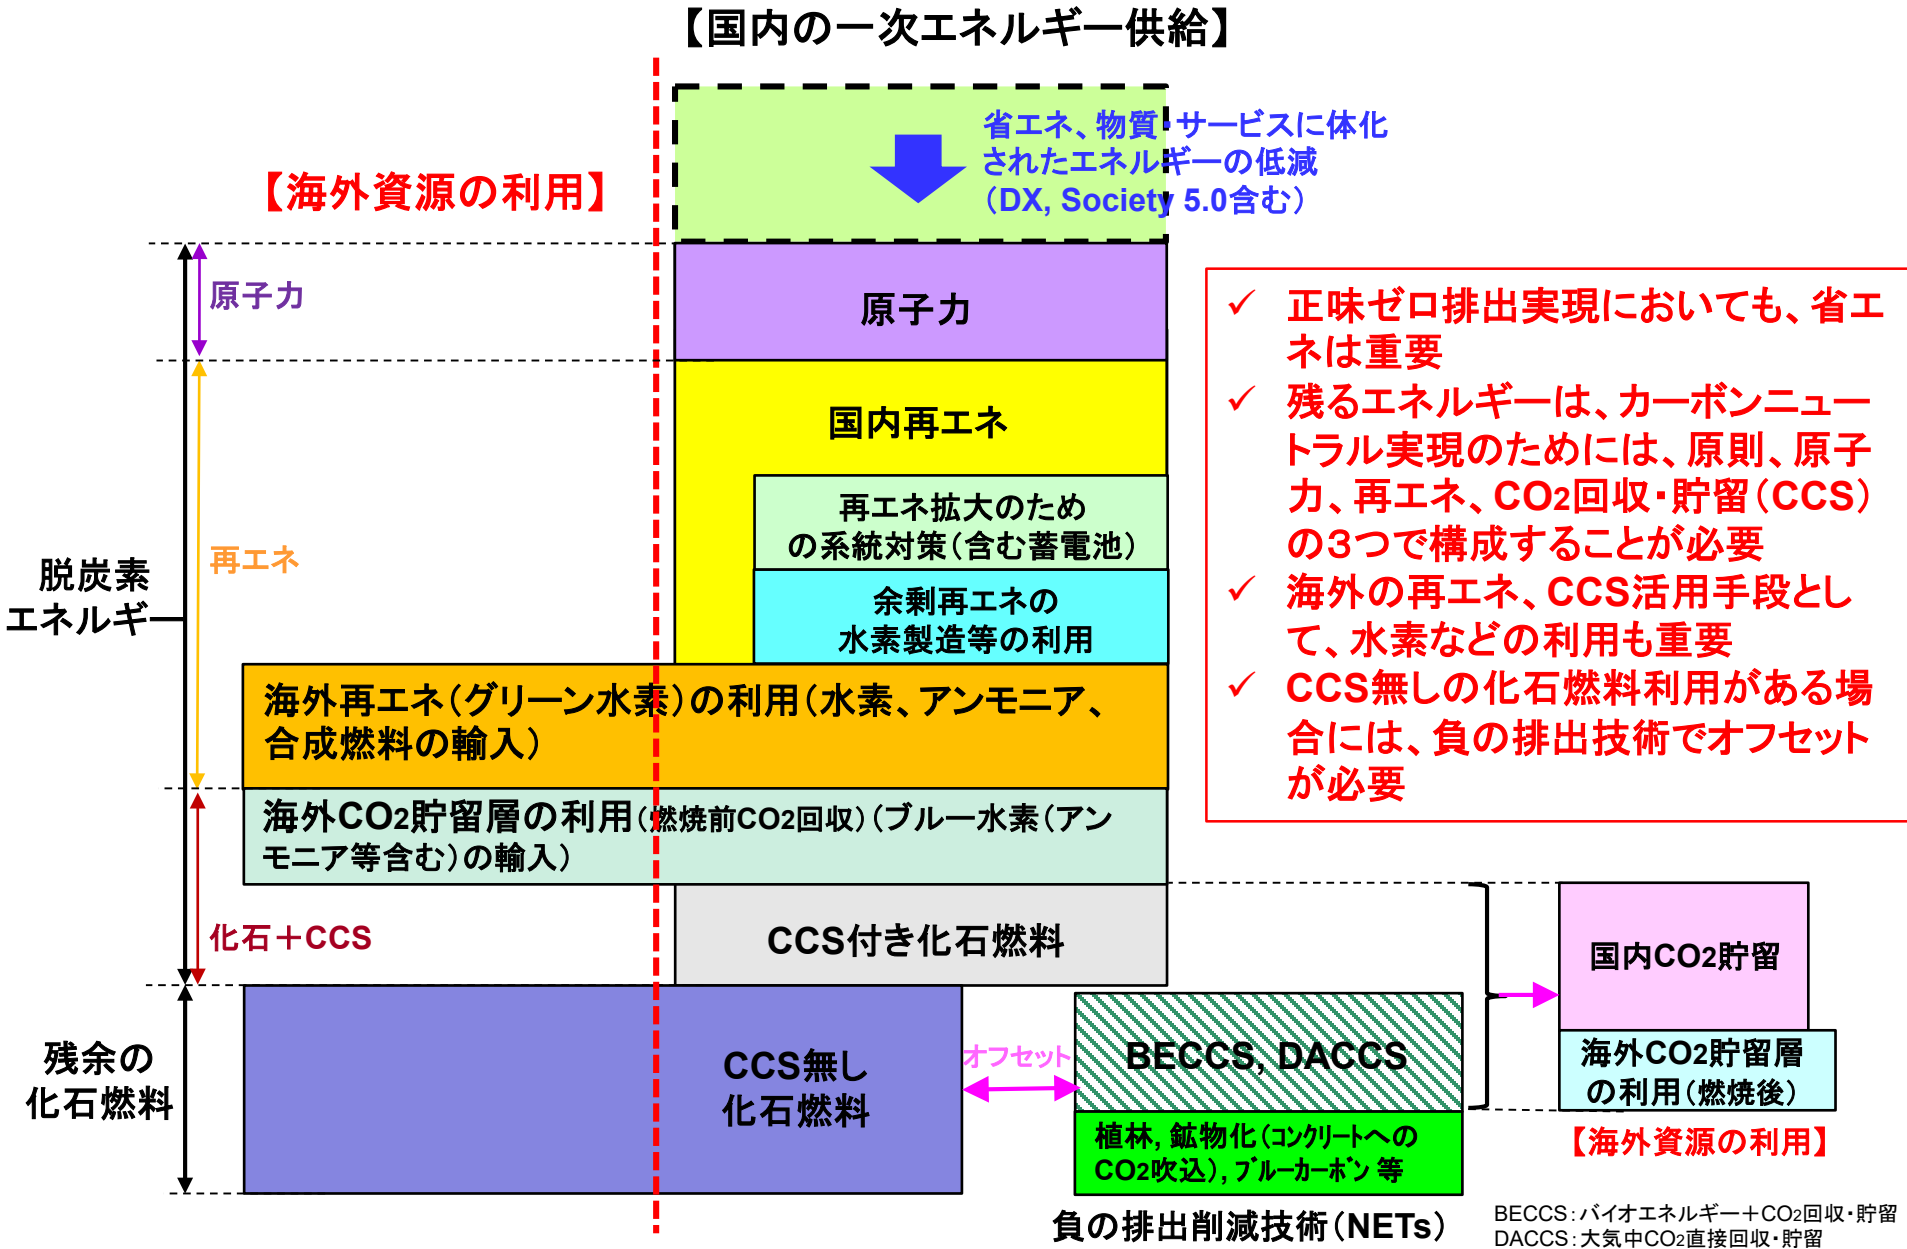 【国内の一次エネルギー供給】
省エネ、物質・サービスに体化
されたエネルギーの低減
（DX, Society 5.0含む）
【海外資源の利用】
原子力
原子力
国内再エネ
再エネ拡大のため
の系統対策（含む蓄電池）
余剰再エネの
水素製造等の利用
再エネ
脱炭素
エネルギー
海外再エネ（グリーン水素）の利用（水素、アンモニア、
合成燃料の輸入）
海外CO2貯留層の利用（燃焼前CO2回収）（ブルー水素（アン
モニア等含む）の輸入）
化石＋CCS
CCS付き化石燃料
残余の
化石燃料
CCS無し
化石燃料
オフセット
BECCS, DACCS
植林, 鉱物化（コンクリートへの
CO2吹込）, ブルーカーボン 等
負の排出削減技術（NETs）
✓ 正味ゼロ排出実現においても、省エ
ネは重要
✓ 残るエネルギーは、カーボンニュー
トラル実現のためには、原則、原子
力、再エネ、CO2回収・貯留（CCS）
の３つで構成することが必要
✓ 海外の再エネ、CCS活用手段とし
て、水素などの利用も重要
✓ CCS無しの化石燃料利用がある場
合には、負の排出技術でオフセット
が必要
国内CO2貯留
海外CO2貯留層
の利用（燃焼後）
【海外資源の利用】
BECCS：バイオエネルギー＋CO2回収・貯留
DACCS：大気中CO2直接回収・貯留